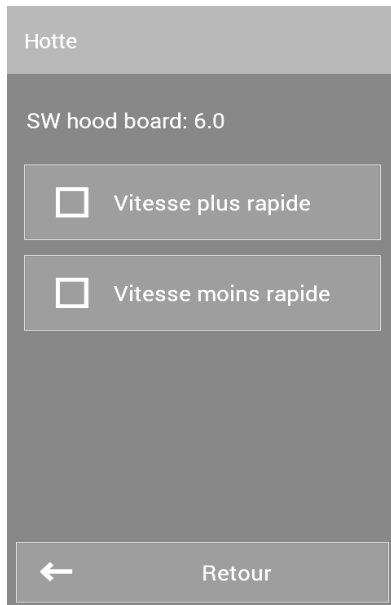 Hotte
SW hood board: 6.0
Vitesse plus rapide
Vitesse moins rapide
Retour